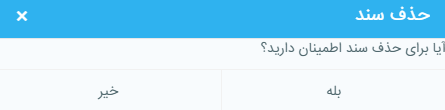 حذف سند ×
آیا برای حذف سند اطمینان دارید؟
بله خیر